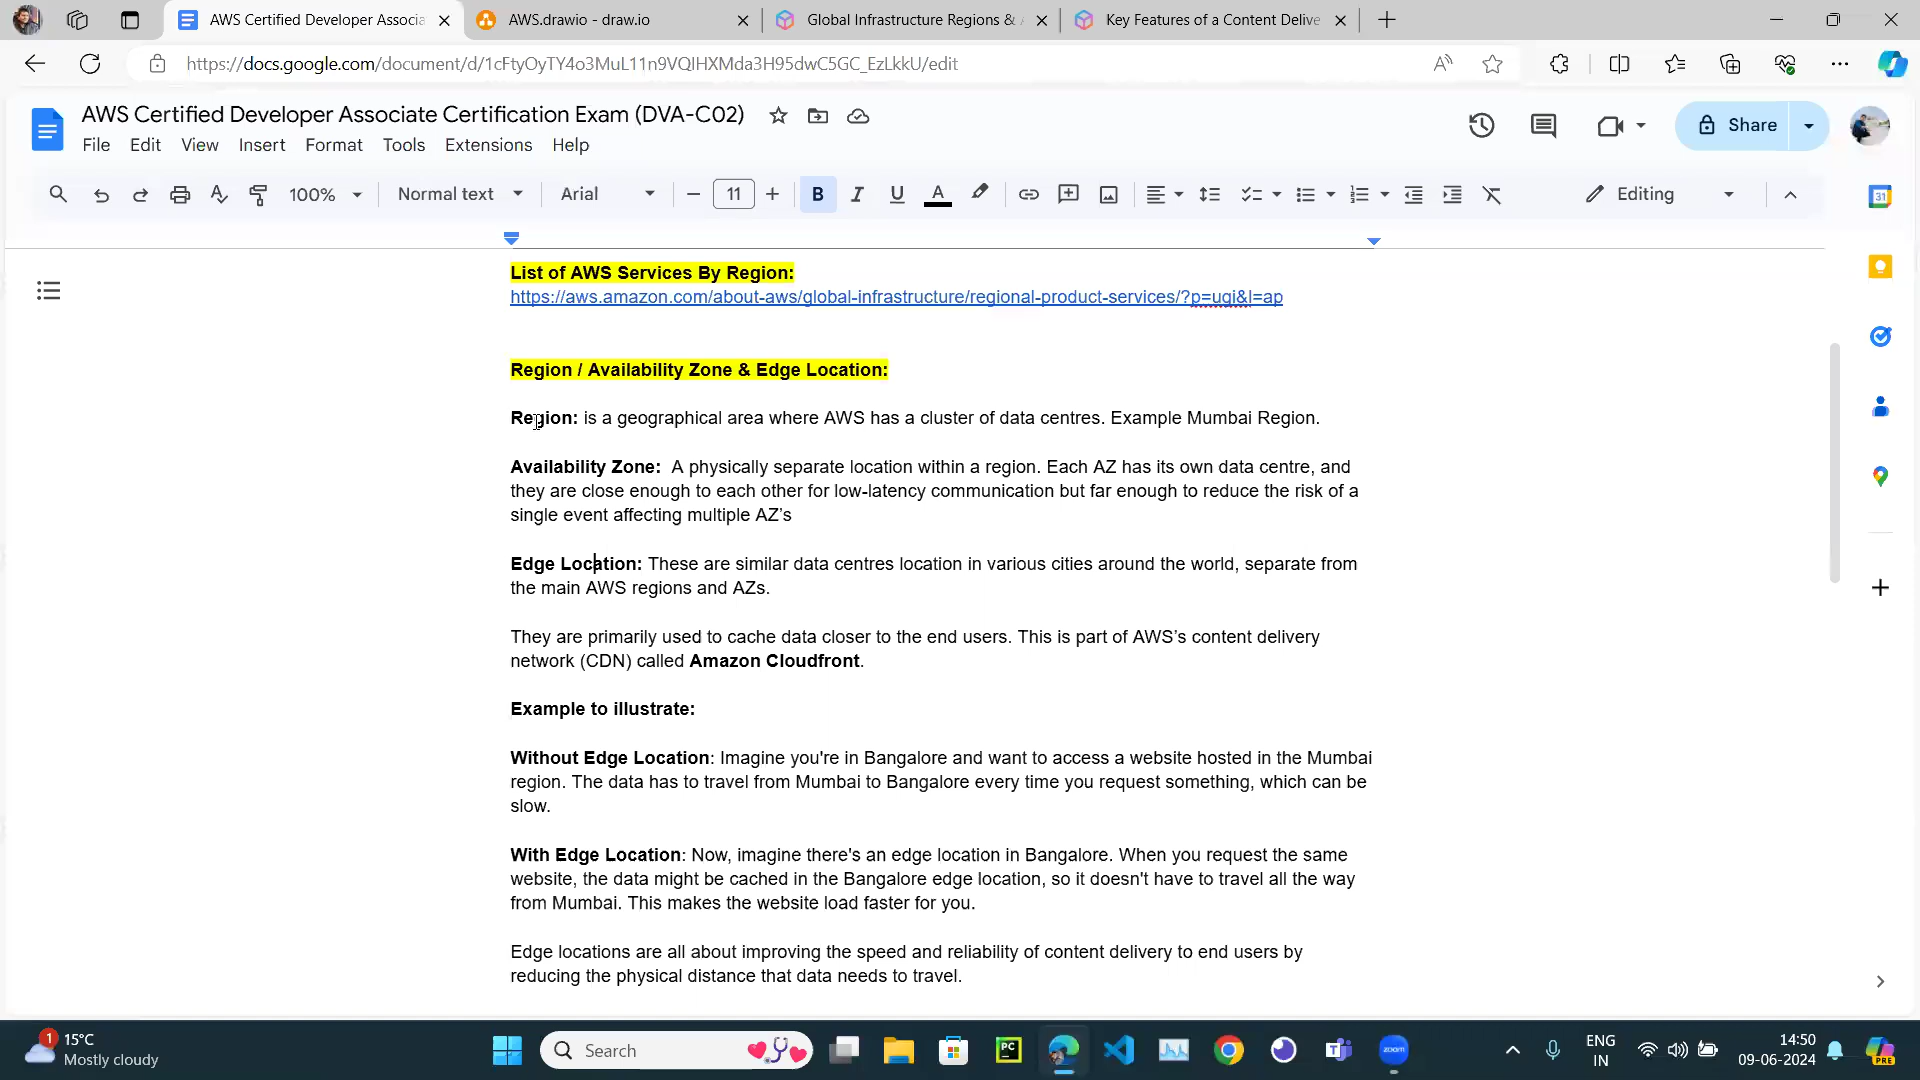 AWS Certified Developer Associa
AWS.drawio - draw.io
Global Infrastructure Regions &
Key Features of a Content Delive
https://docs.google.com/document/d/1cFtyOyTY4o3MuL11n9VQIHXMda3H95dwC5GC_EzLkkU/edit
AWS Certified Developer Associate Certification Exam (DVA-C02)
File Edit View Insert Format Tools Extensions Help
Share
100% Normal text Arial 11 B I U A Editing
31
List of AWS Services By Region:
https://aws.amazon.com/about-aws/global-infrastructure/regional-product-services/?p=ugi&l=ap
Region / Availability Zone & Edge Location:
Region: is a geographical area where AWS has a cluster of data centres. Example Mumbai Region.
Availability Zone: A physically separate location within a region. Each AZ has its own data centre, and
they are close enough to each other for low-latency communication but far enough to reduce the risk of a
single event affecting multiple AZ's
Edge Location: These are similar data centres location in various cities around the world, separate from
the main AWS regions and AZs.
They are primarily used to cache data closer to the end users. This is part of AWS's content delivery
network (CDN) called Amazon Cloudfront.
Example to illustrate:
Without Edge Location: Imagine you're in Bangalore and want to access a website hosted in the Mumbai
region. The data has to travel from Mumbai to Bangalore every time you request something, which can be
slow.
With Edge Location: Now, imagine there's an edge location in Bangalore. When you request the same
website, the data might be cached in the Bangalore edge location, so it doesn't have to travel all the way
from Mumbai. This makes the website load faster for you.
Edge locations are all about improving the speed and reliability of content delivery to end users by
reducing the physical distance that data needs to travel.
1
15°C
Mostly cloudy
Search
PC
zoom
ENG
IN
14:50
09-06-2024
PRE